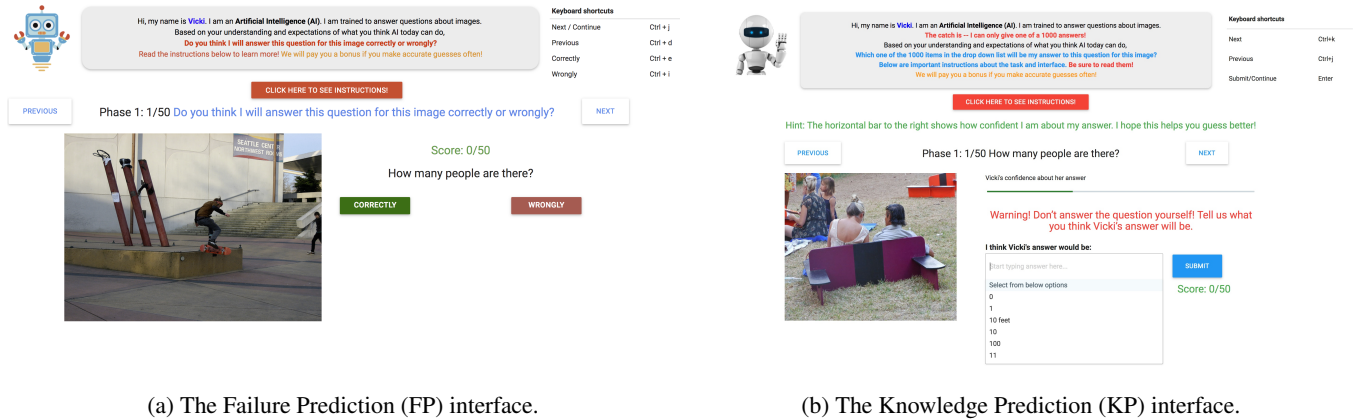 Hi, my name is Vicki. I am an Artificial Intelligence (AI). I am trained to answer questions about images.
Based on your understanding and expectations of what you think AI today can do,
Do you think I will answer this question for this image correctly or wrongly?
Read the instructions below to learn more! We will pay you a bonus if you make accurate guesses often!
Keyboard shortcuts
Next / Continue Ctrl + j
Previous Ctrl + d
Correctly Ctrl + e
Wrongly Ctrl + i
CLICK HERE TO SEE INSTRUCTIONS!
PREVIOUS
Phase 1: 1/50 Do you think I will answer this question for this image correctly or wrongly?
NEXT
SEATTLE CENTER
NORTHWEST ROOMS
Score: 0/50
How many people are there?
CORRECTLY
WRONGLY
(a) The Failure Prediction (FP) interface.
Hi, my name is Vicki. I am an Artificial Intelligence (AI). I am trained to answer questions about images.
The catch is -- I can only give one of a 1000 answers!
Based on your understanding and expectations of what you think AI today can do,
Which one of the 1000 items in the drop down list will be my answer to this question for this image?
Below are important instructions about the task and interface. Be sure to read them!
We will pay you a bonus if you make accurate guesses often!
Keyboard shortcuts
Next Ctrl+k
Previous Ctrl+j
Submit/Continue Enter
CLICK HERE TO SEE INSTRUCTIONS!
Hint: The horizontal bar to the right shows how confident I am about my answer. I hope this helps you guess better!
PREVIOUS
Phase 1: 1/50 How many people are there?
NEXT
Vicki's confidence about her answer
Warning! Don't answer the question yourself! Tell us what
you think Vicki's answer will be.
I think Vicki's answer would be:
Start typing answer here...
SUBMIT
Select from below options
Score: 0/50
0
1
10 feet
10
100
11
(b) The Knowledge Prediction (KP) interface.